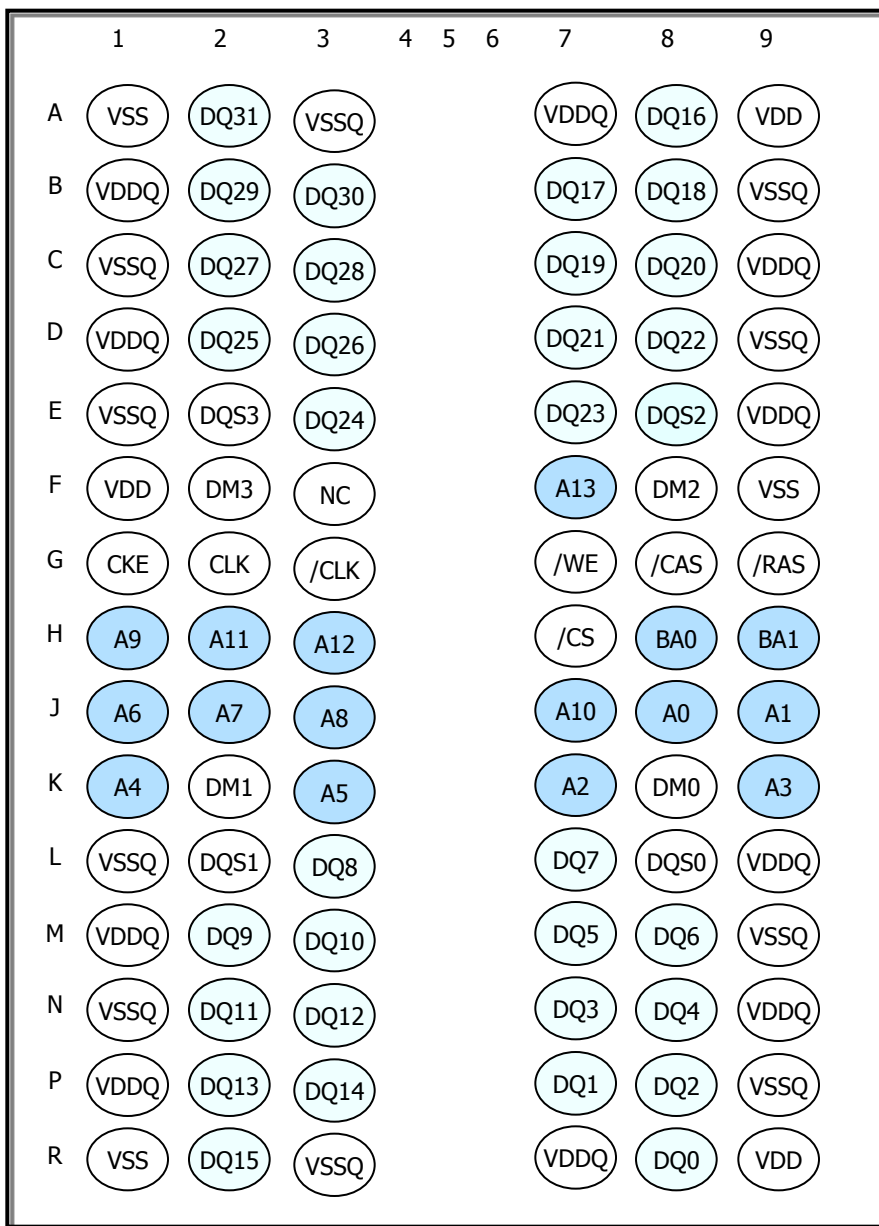 1 2 3 4 5 6 7 8 9
A VSS DQ31 VSSQ VDDQ DQ16 VDD
B VDDQ DQ29 DQ30 DQ17 DQ18 VSSQ
C VSSQ DQ27 DQ28 DQ19 DQ20 VDDQ
D VDDQ DQ25 DQ26 DQ21 DQ22 VSSQ
E VSSQ DQS3 DQ24 DQ23 DQS2 VDDQ
F VDD DM3 NC A13 DM2 VSS
G CKE CLK /CLK /WE /CAS /RAS
H A9 A11 A12 /CS BA0 BA1
J A6 A7 A8 A10 A0 A1
K A4 DM1 A5 A2 DM0 A3
L VSSQ DQS1 DQ8 DQ7 DQS0 VDDQ
M VDDQ DQ9 DQ10 DQ5 DQ6 VSSQ
N VSSQ DQ11 DQ12 DQ3 DQ4 VDDQ
P VDDQ DQ13 DQ14 DQ1 DQ2 VSSQ
R VSS DQ15 VSSQ VDDQ DQ0 VDD